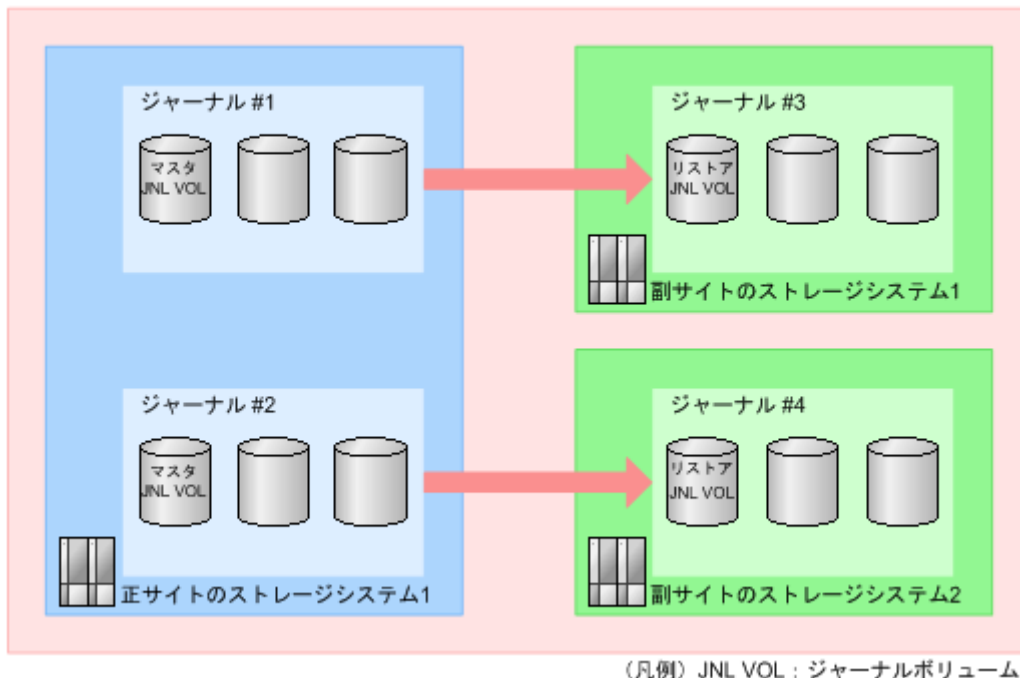 ジャーナル #1
マスタ
JNL VOL
ジャーナル #3
リストア
JNL VOL
副サイトのストレージシステム1
ジャーナル #2
マスタ
JNL VOL
正サイトのストレージシステム1
ジャーナル #4
リストア
JNL VOL
副サイトのストレージシステム2
（凡例）JNL VOL：ジャーナルボリューム